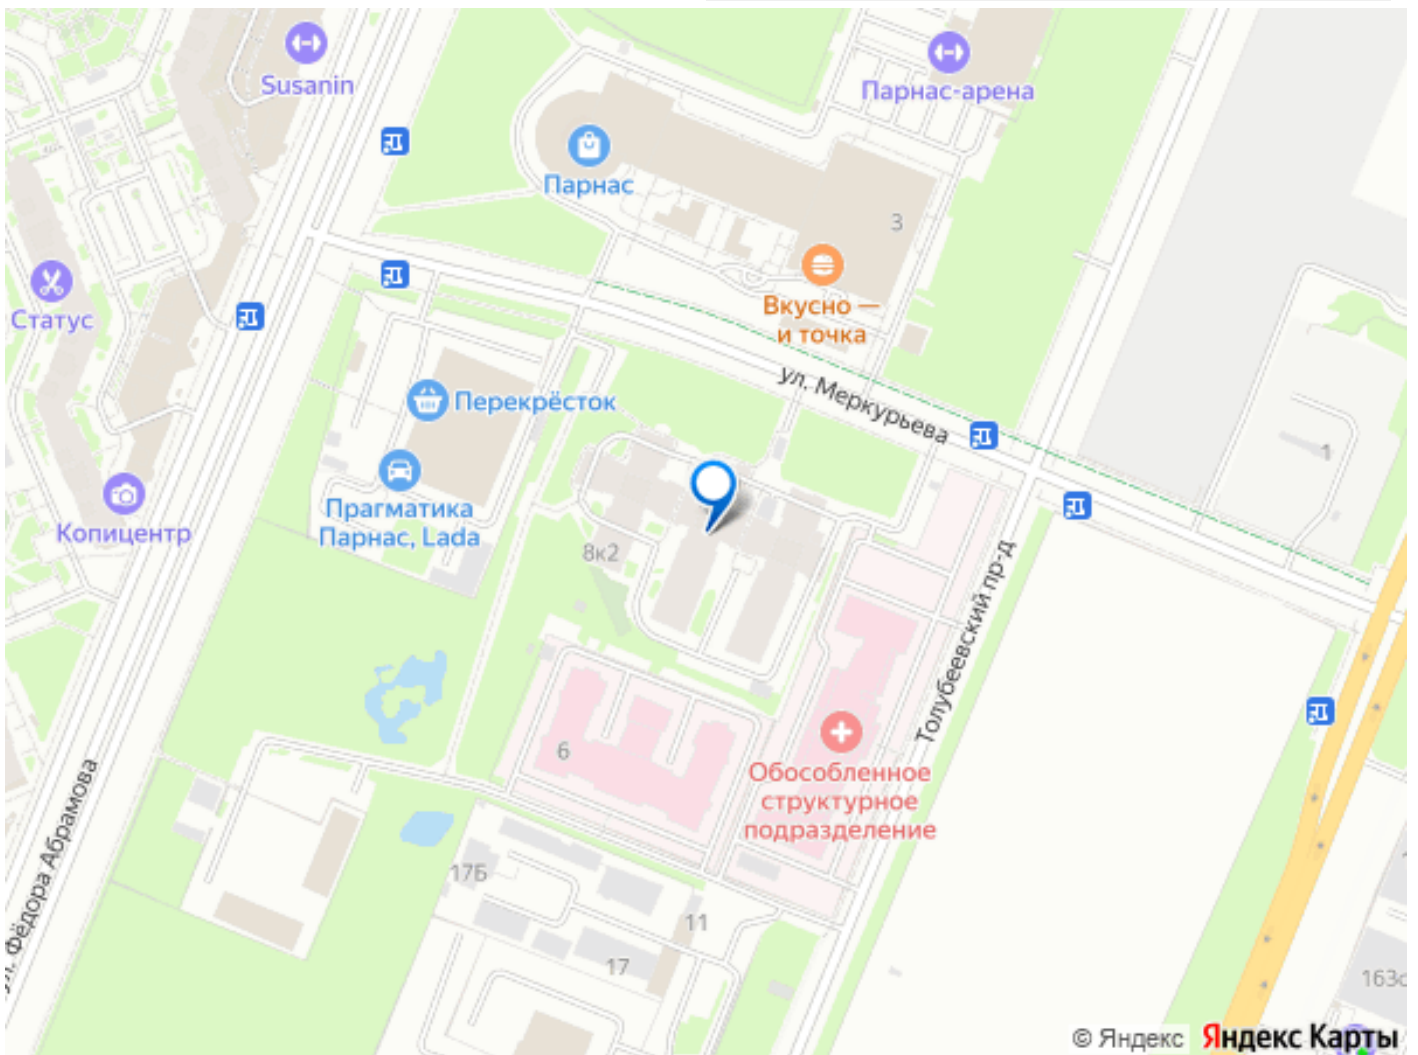 Susanin
Парнас-арена
Парнас
3
Статус
Вкусно —
и точка
ул. Меркурьева
Перекрёсток
1
Прагматика
Парнас, Lada
Копицентр
8к2
Толубеевский пр-д
6
Обособленное
структурное
подразделение
ул. Фёдора Абрамова
17Б
11
17
163с
© Яндекс Яндекс Карты